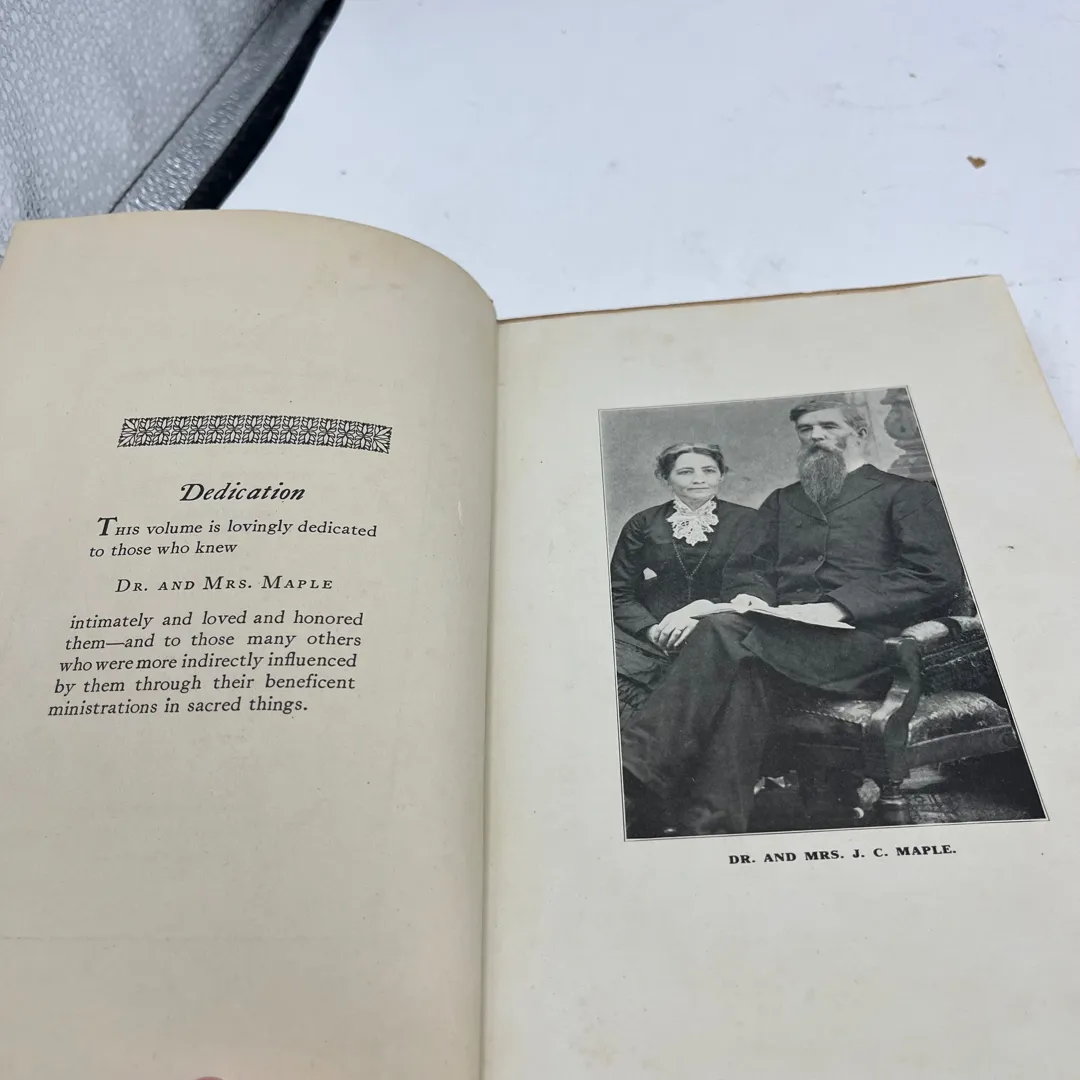 Dedication
THIS volume is lovingly dedicated
to those who knew
DR. AND MRS. MAPLE
intimately and loved and honored
them—and to those many others
who were more indirectly influenced
by them through their beneficent
ministrations in sacred things.
DR. AND MRS. J. C. MAPLE.